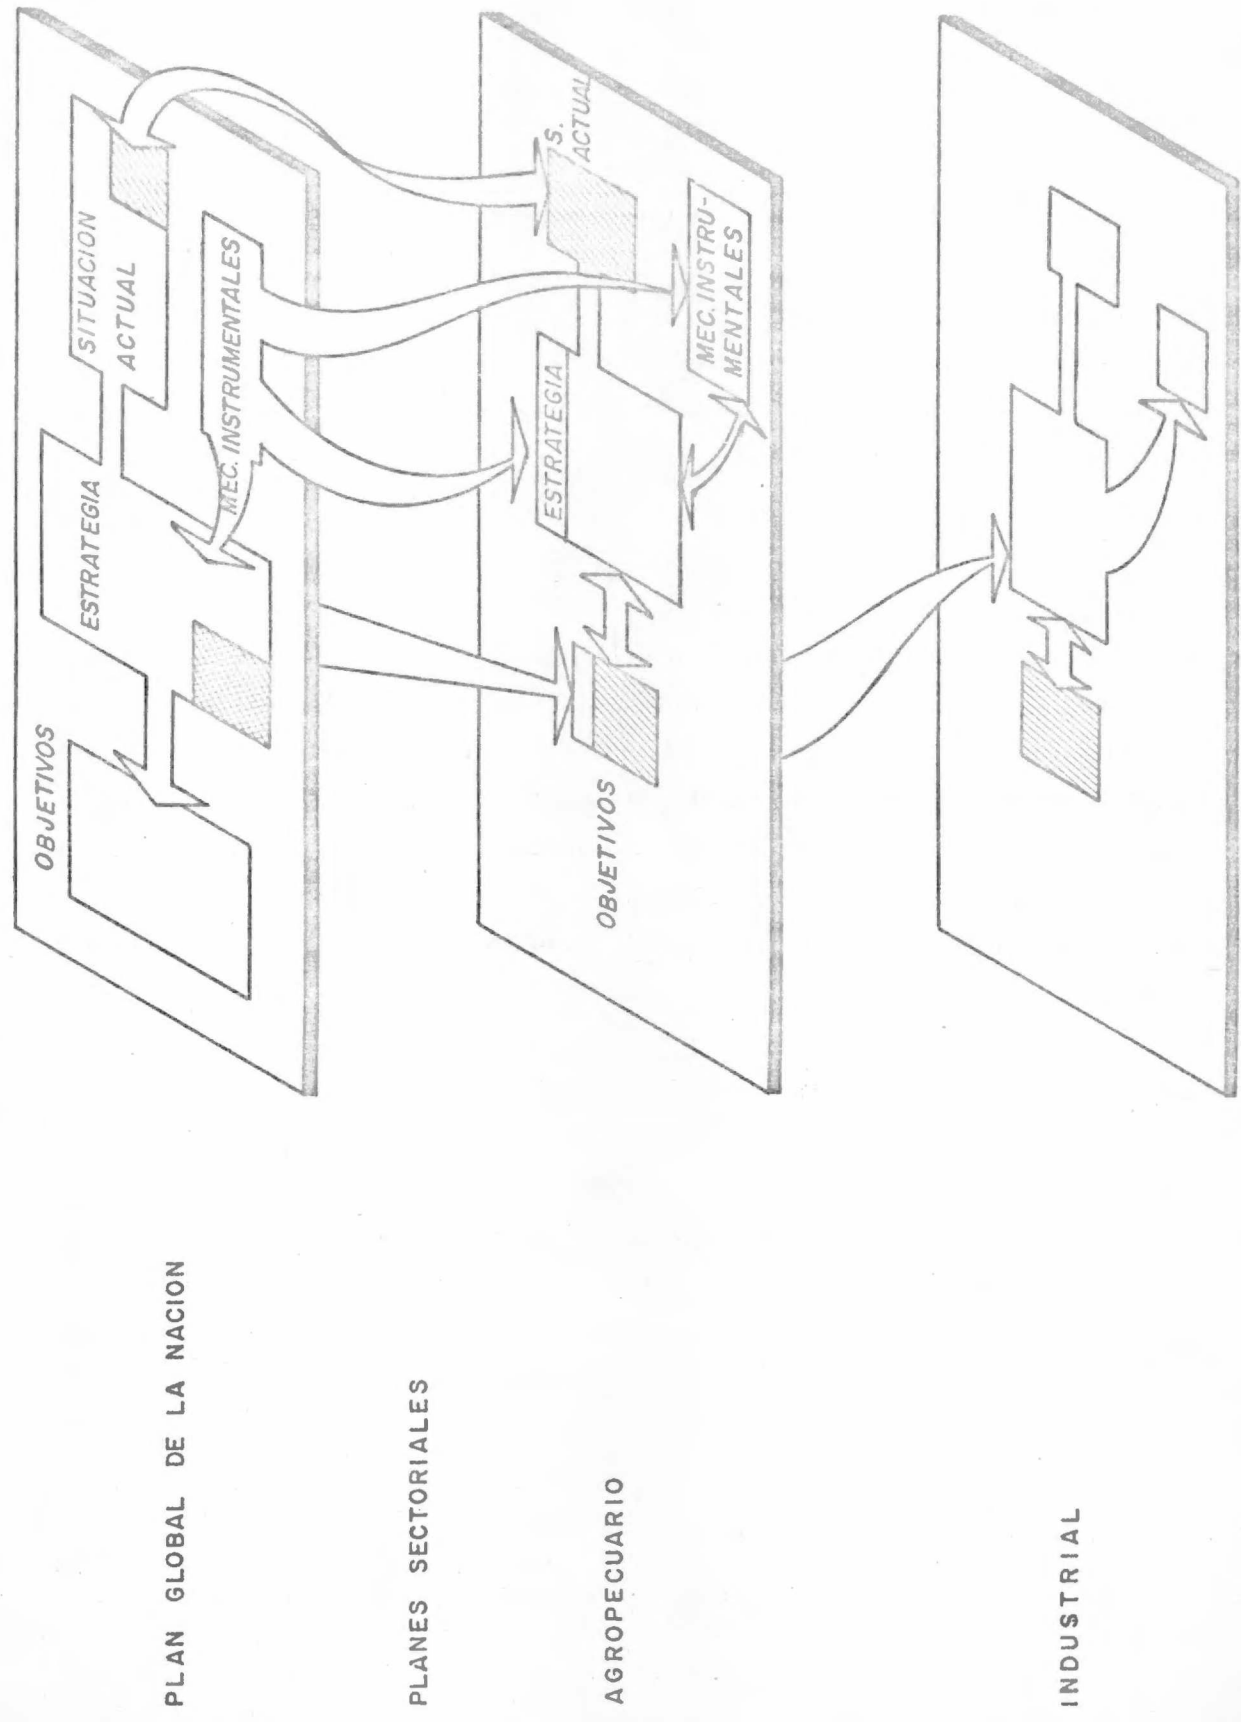 PLAN GLOBAL DE LA NACION
OBJETIVOS
ESTRATEGIA
SITUACION
ACTUAL
MEC. INSTRUMENTALES
PLANES SECTORIALES
AGROPECUARIO
OBJETIVOS
ESTRATEGIA
S.
ACTUAL
MEC. INSTRU-
MENTALES
INDUSTRIAL